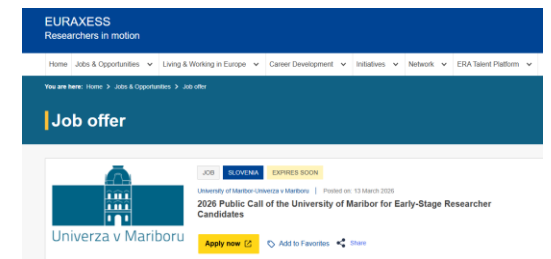 EURAXESS
Researchers in motion
Home Jobs & Opportunities Living & Working in Europe Career Development Initiatives Network ERA Talent Platform
You are here: Home > Jobs & Opportunities > Job offer
Job offer
JOB SLOVENIA EXPIRES SOON
University of Maribor-Univerza v Mariboru | Posted on: 13 March 2026
2026 Public Call of the University of Maribor for Early-Stage Researcher
Candidates
Univerza v Mariboru
Apply now Add to Favorites Share